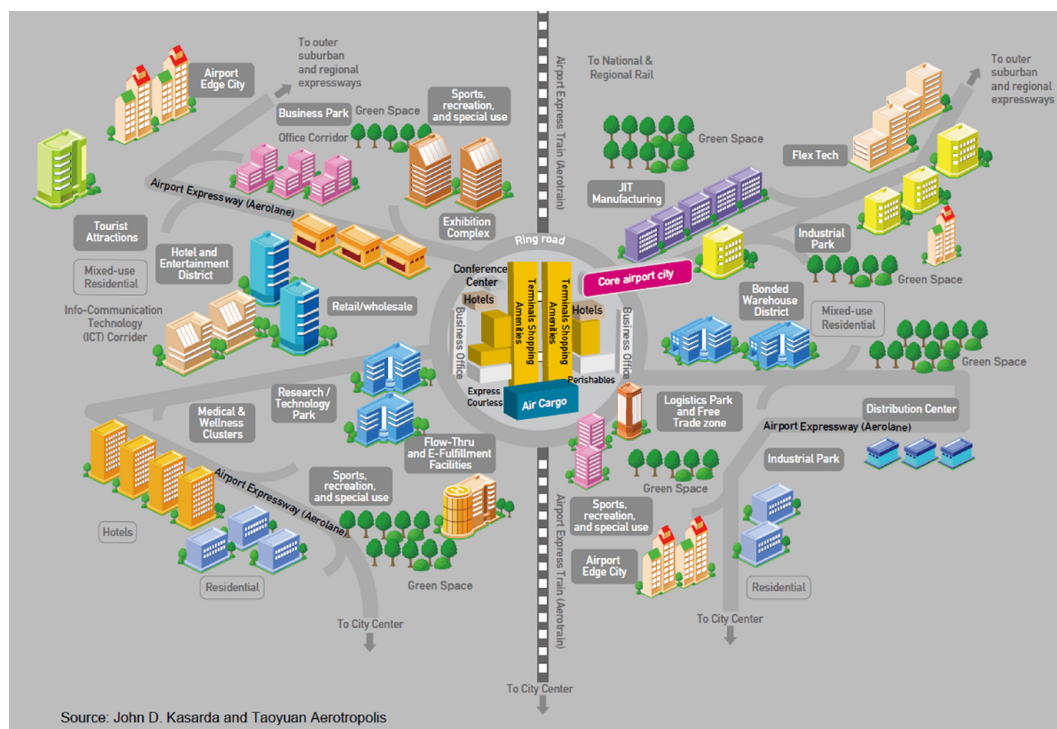 To outer
suburban
and regional
expressways
Airport
Edge City
Business Park
Green Space
Office Corridor
Sports,
recreation,
and special use
Airport Expressway (Aerolane)
Exhibition
Complex
Tourist
Attractions
Hotel and
Entertainment
District
Mixed-use
Residential
Info-Communication
Technology
(ICT) Corridor
Retail/wholesale
Airport Express Train (Aerotrain)
To National &
Regional Rail
Green Space
JIT
Manufacturing
Flex Tech
To outer
suburban
and regional
expressways
Industrial
Park
Green Space
Ring road
Core airport city
Conference
Center
Hotels
Business Office
Terminals Shopping
Amenities
Terminals Shopping
Amenities
Hotels
Business Office
Express
Courless
Perishables
Air Cargo
Bonded
Warehouse
District
Mixed-use
Residential
Green Space
Research /
Technology
Park
Medical &
Wellness
Clusters
Flow-Thru
and E-Fulfillment
Facilities
Sports,
recreation,
and special use
Airport Expressway (Aerolane)
Hotels
Residential
Green Space
To City Center
Logistics Park
and Free
Trade zone
Distribution Center
Airport Expressway (Aerolane)
Industrial Park
Green Space
Sports,
recreation,
and special use
Airport
Edge City
Residential
Airport Express Train (Aerotrain)
To City Center
To City Center
Source: John D. Kasarda and Taoyuan Aerotropolis